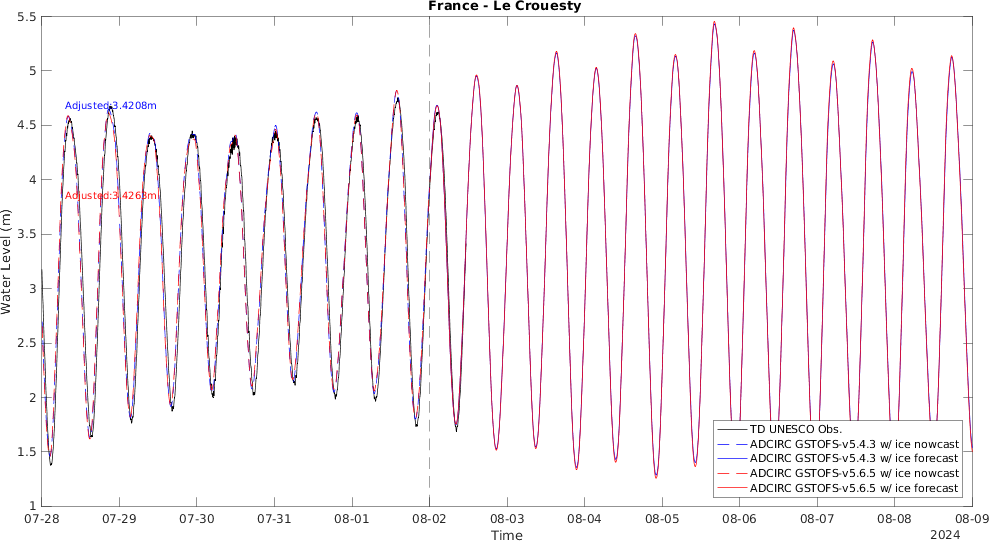 France - Le Crouesty
5.5
5
4.5
4
3.5
3
2.5
2
1.5
1
Water Level (m)
Adjusted:3.4208m
Adjusted:3.4263m
TD UNESCO Obs.
ADCIRC GSTOFS-v5.4.3 w/ ice nowcast
ADCIRC GSTOFS-v5.4.3 w/ ice forecast
ADCIRC GSTOFS-v5.6.5 w/ ice nowcast
ADCIRC GSTOFS-v5.6.5 w/ ice forecast
07-28 07-29 07-30 07-31 08-01 08-02 08-03 08-04 08-05 08-06 08-07 08-08 08-09
Time
2024